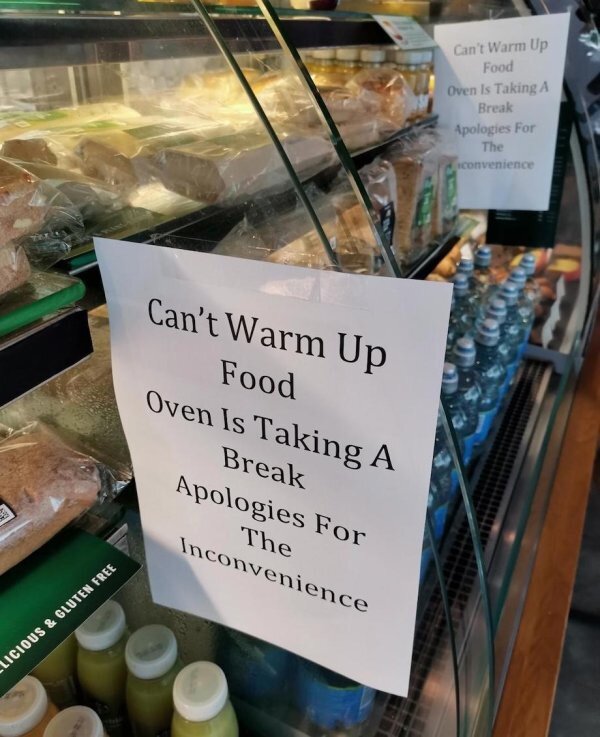 Can't Warm Up
Food
Oven Is Taking A
Break
Apologies For
The
Inconvenience
Can't Warm Up
Food
Oven Is Taking A
Break
Apologies For
The
convenience
LICIOUS & GLUTEN FREE